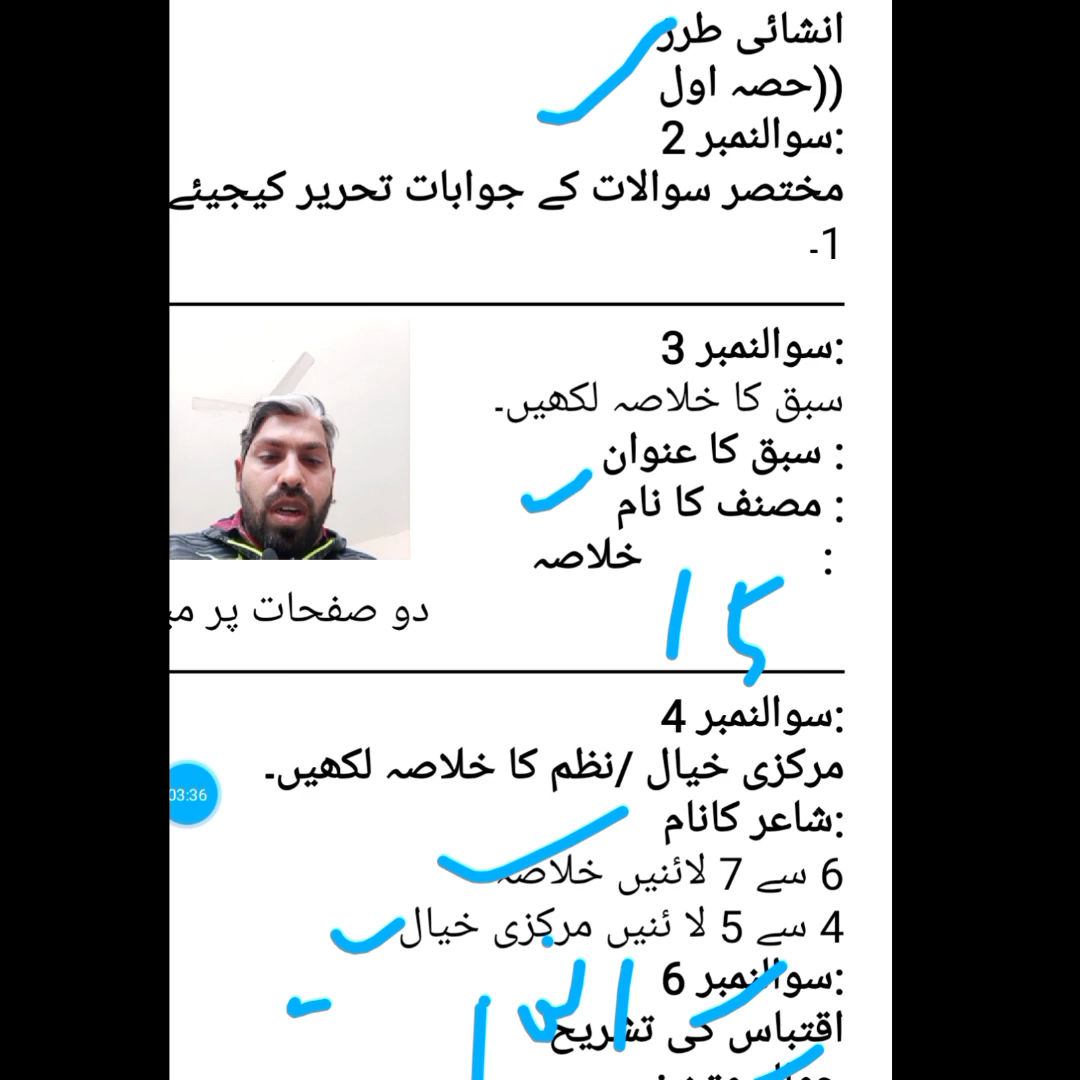 انشائی طرز
((حصہ اول
سوالنمبر 2:
مختصر سوالات کے جوابات تحریر کیجیئے
1-
سوالنمبر 3:
سبق کا خلاصہ لکھیں۔
سبق کا عنوان :
مصنف کا نام :
خلاصہ :
دو صفحات پر
15
سوالنمبر 4:
مرکزی خیال /نظم کا خلاصہ لکھیں۔
شاعر کانام:
6 سے 7 لائنیں خلاصہ
4 سے 5 لا ئنیں مرکزی خیال
03:36
سوالنمبر 6:
اقتباس کی تشریح